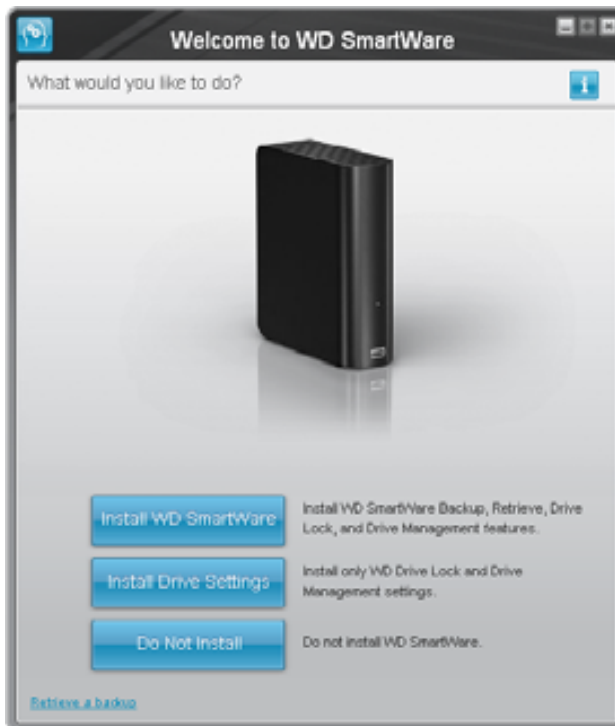 Welcome to WD SmartWare
What would you like to do?
Install WD SmartWare
Install WD SmartWare Backup, Retrieve, Drive
Lock, and Drive Management features.
Install Drive Settings
Install only WD Drive Lock and Drive
Management settings.
Do Not Install
Do not install WD SmartWare.
Retrieve a backup